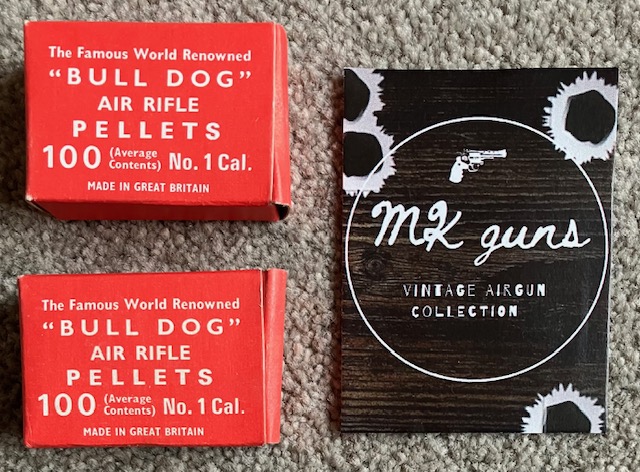 The Famous World Renowned
"BULL DOG"
AIR RIFLE
PELLETS
100 (Average Contents) No. 1 Cal.
MADE IN GREAT BRITAIN
The Famous World Renowned
"BULL DOG"
AIR RIFLE
PELLETS
100 (Average Contents) No. 1 Cal.
MADE IN GREAT BRITAIN
MK guns
VINTAGE AIRGUN
COLLECTION